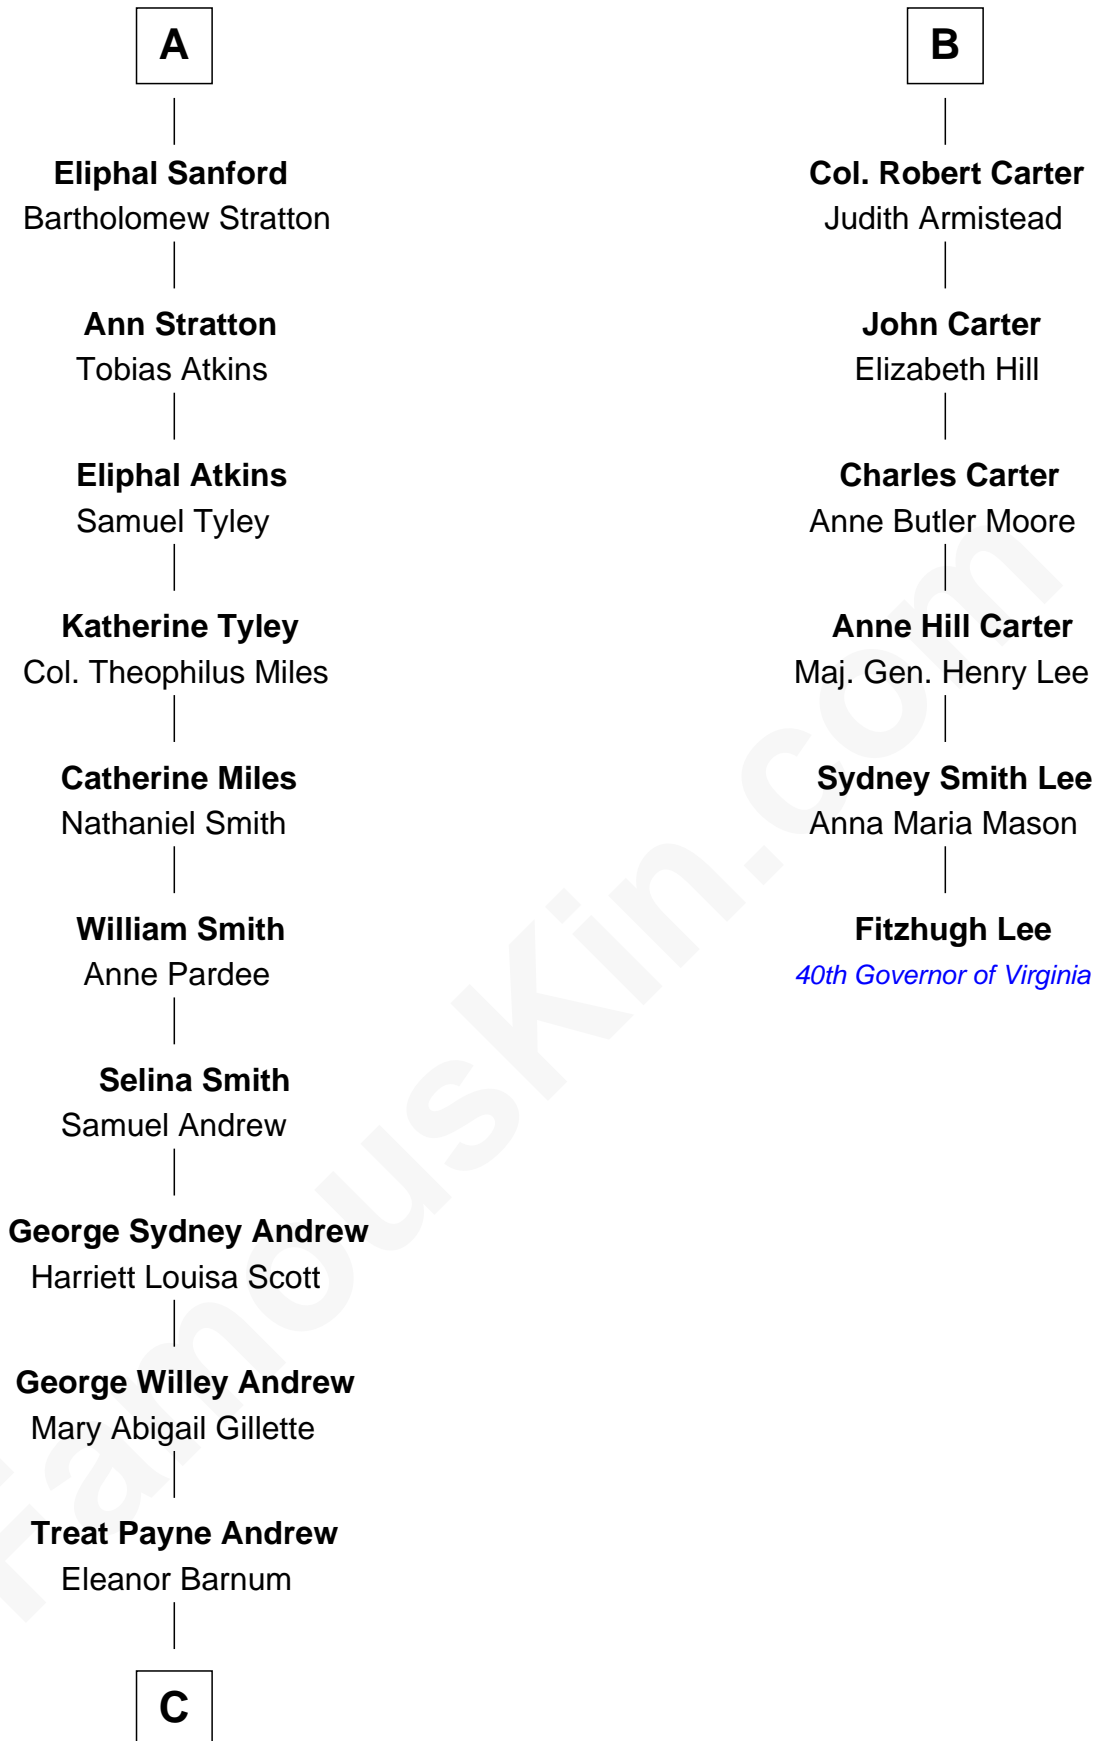 A
Eliphal Sanford
Bartholomew Stratton
Ann Stratton
Tobias Atkins
Eliphal Atkins
Samuel Tyley
Katherine Tyley
Col. Theophilus Miles
Catherine Miles
Nathaniel Smith
William Smith
Anne Pardee
Selina Smith
Samuel Andrew
George Sydney Andrew
Harriett Louisa Scott
George Willey Andrew
Mary Abigail Gillette
Treat Payne Andrew
Eleanor Barnum
C
B
Col. Robert Carter
Judith Armistead
John Carter
Elizabeth Hill
Charles Carter
Anne Butler Moore
Anne Hill Carter
Maj. Gen. Henry Lee
Sydney Smith Lee
Anna Maria Mason
Fitzhugh Lee
40th Governor of Virginia
FamousKin.com